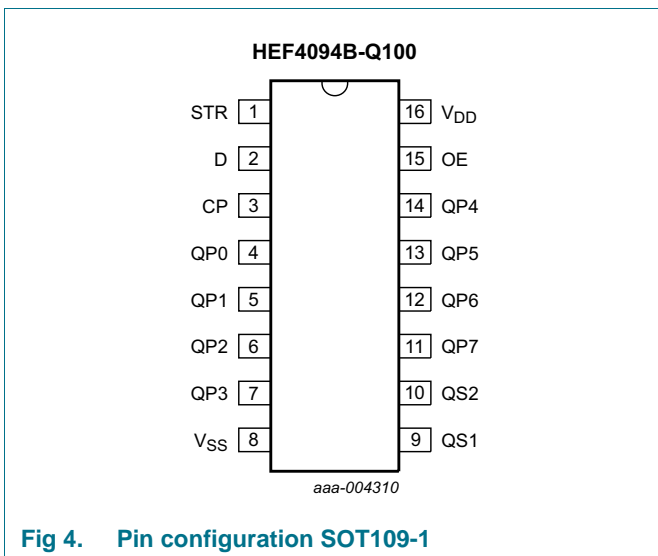 HEF4094B-Q100
STR 1 16 VDD
D 2 15 OE
CP 3 14 QP4
QP0 4 13 QP5
QP1 5 12 QP6
QP2 6 11 QP7
QP3 7 10 QS2
VSS 8 9 QS1
aaa-004310
Fig 4. Pin configuration SOT109-1